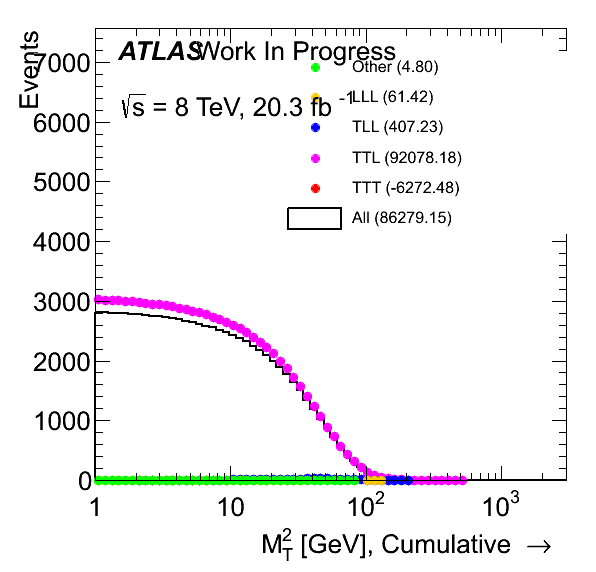 ATLAS Work In Progress
√s = 8 TeV, 20.3 fb -1
Other (4.80)
LLL (61.42)
TLL (407.23)
TTL (92078.18)
TTT (-6272.48)
All (86279.15)
Events
7000
6000
5000
4000
3000
2000
1000
0
1 10 10² 10³
M²_T [GeV], Cumulative →